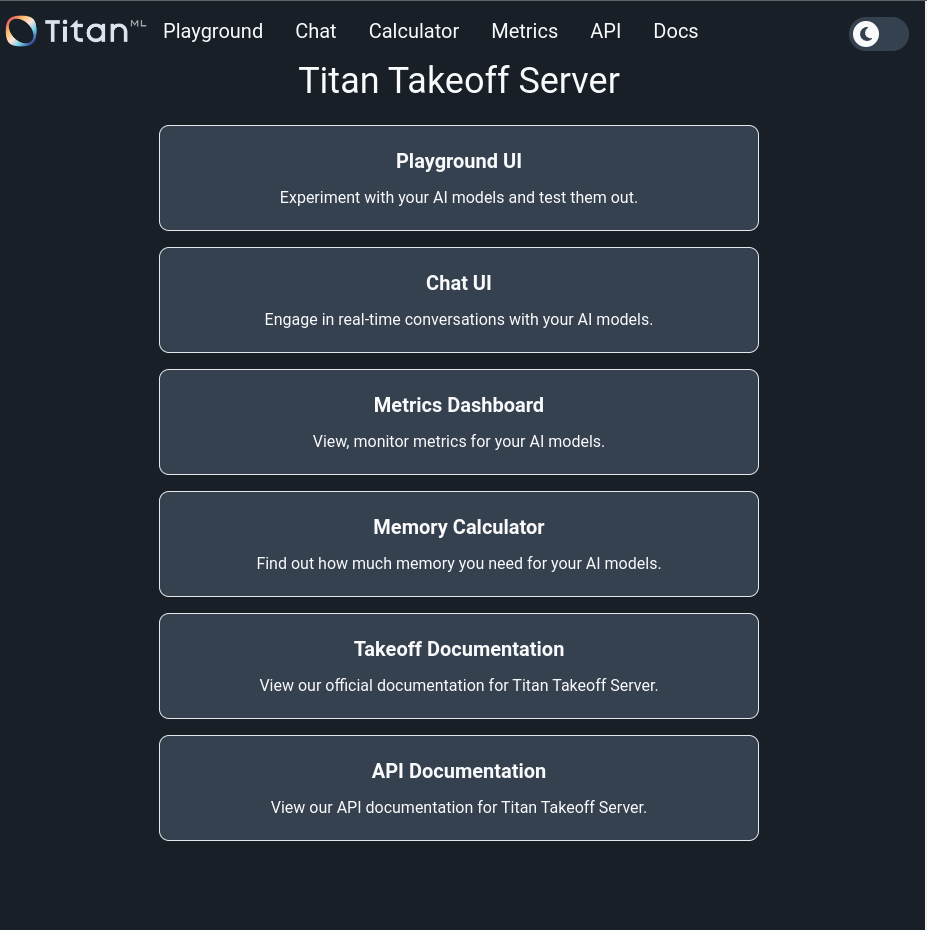 Titan ML
Playground Chat Calculator Metrics API Docs
Titan Takeoff Server
Playground UI
Experiment with your AI models and test them out.
Chat UI
Engage in real-time conversations with your AI models.
Metrics Dashboard
View, monitor metrics for your AI models.
Memory Calculator
Find out how much memory you need for your AI models.
Takeoff Documentation
View our official documentation for Titan Takeoff Server.
API Documentation
View our API documentation for Titan Takeoff Server.